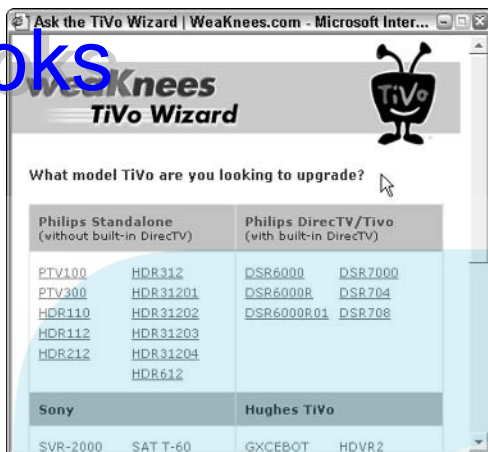 Ask the TiVo Wizard | WeaKnees.com - Microsoft Inter...
oks
weaKnees
TiVo Wizard
TiVo
What model TiVo are you looking to upgrade?
Philips Standalone
(without built-in DirecTV)
Philips DirecTV/Tivo
(with built-in DirecTV)
PTV100 HDR312
PTV300 HDR31201
HDR110 HDR31202
HDR112 HDR31203
HDR212 HDR31204
HDR612
DSR6000 DSR7000
DSR6000R DSR704
DSR6000R01 DSR708
Sony
SVR-2000 SAT T-60
Hughes TiVo
GXCEBOT HDVR2